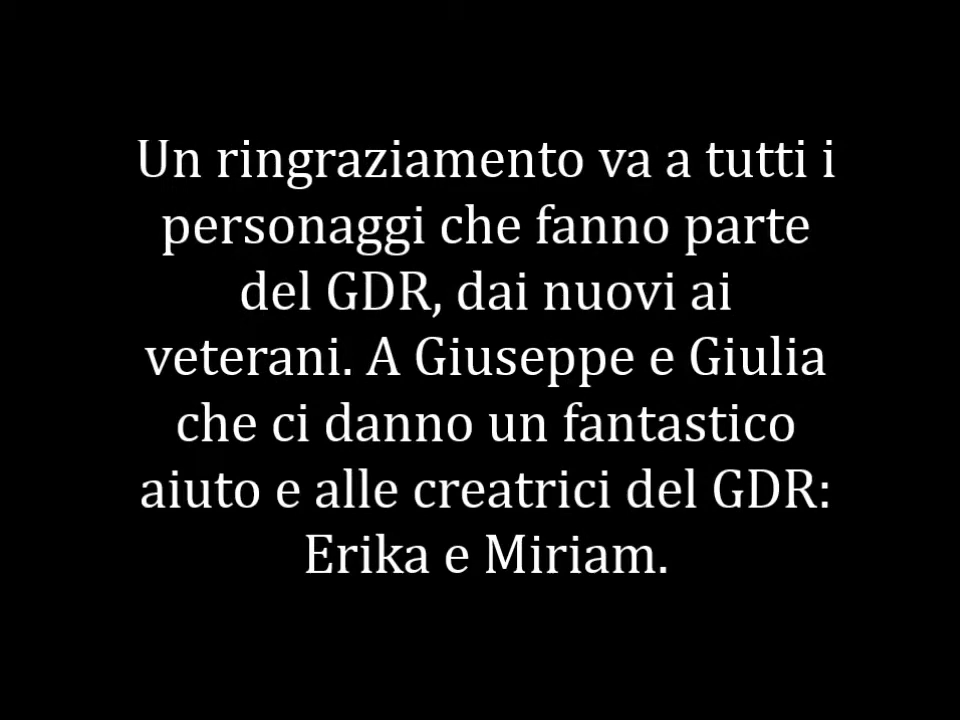 Un ringraziamento va a tutti i
personaggi che fanno parte
del GDR, dai nuovi ai
veterani. A Giuseppe e Giulia
che ci danno un fantastico
aiuto e alle creatrici del GDR:
Erika e Miriam.